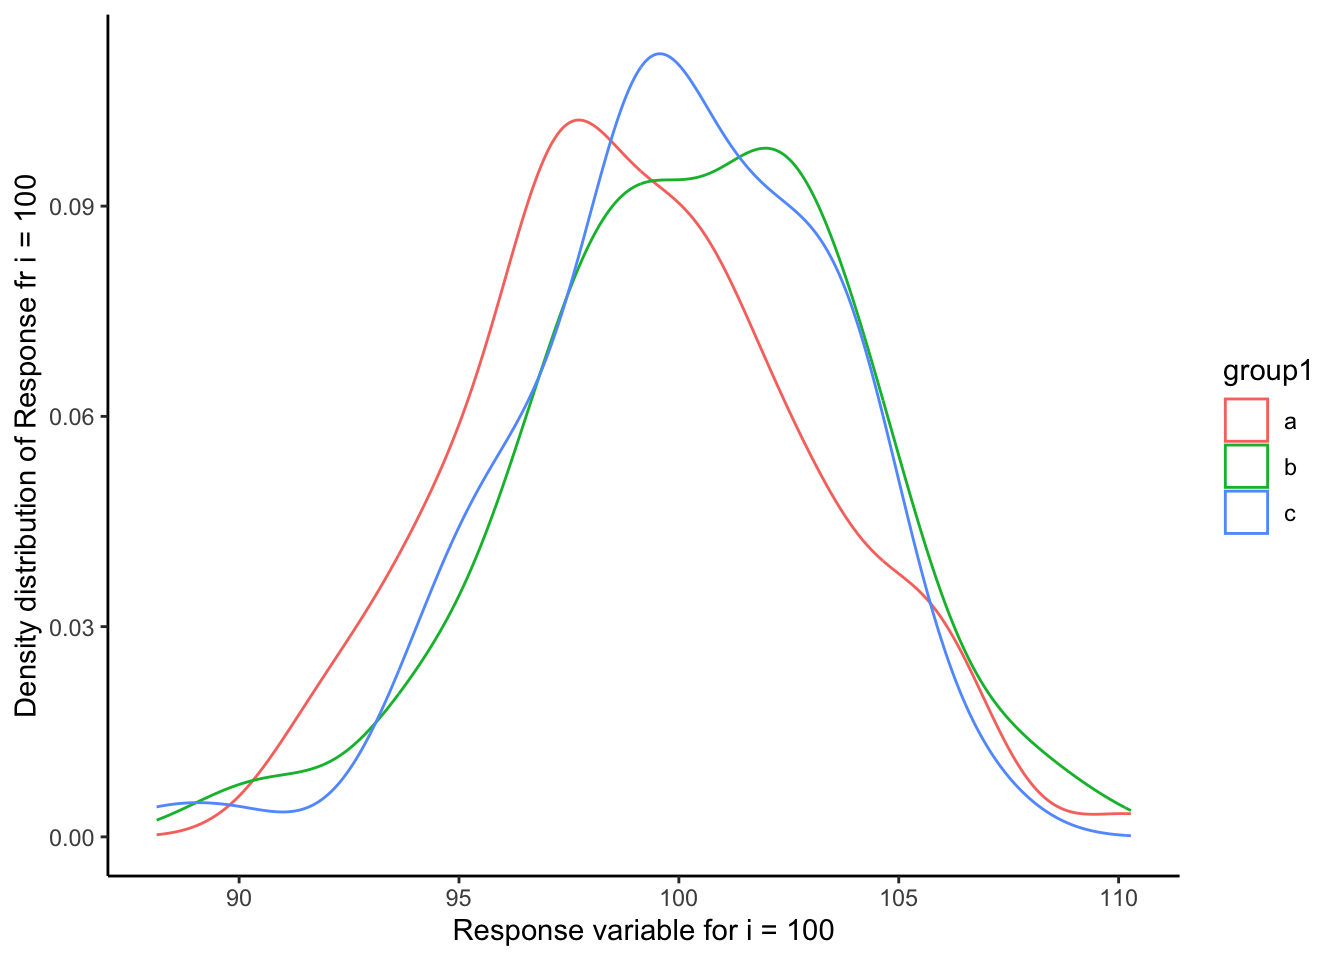 Density distribution of Response fr i = 100
0.09
0.06
0.03
0.00
90 95 100 105 110
Response variable for i = 100
group1
a
b
c